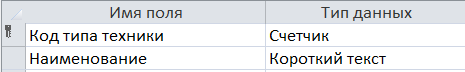 Имя поля Тип данных
Код типа техники Счетчик
Наименование Короткий текст